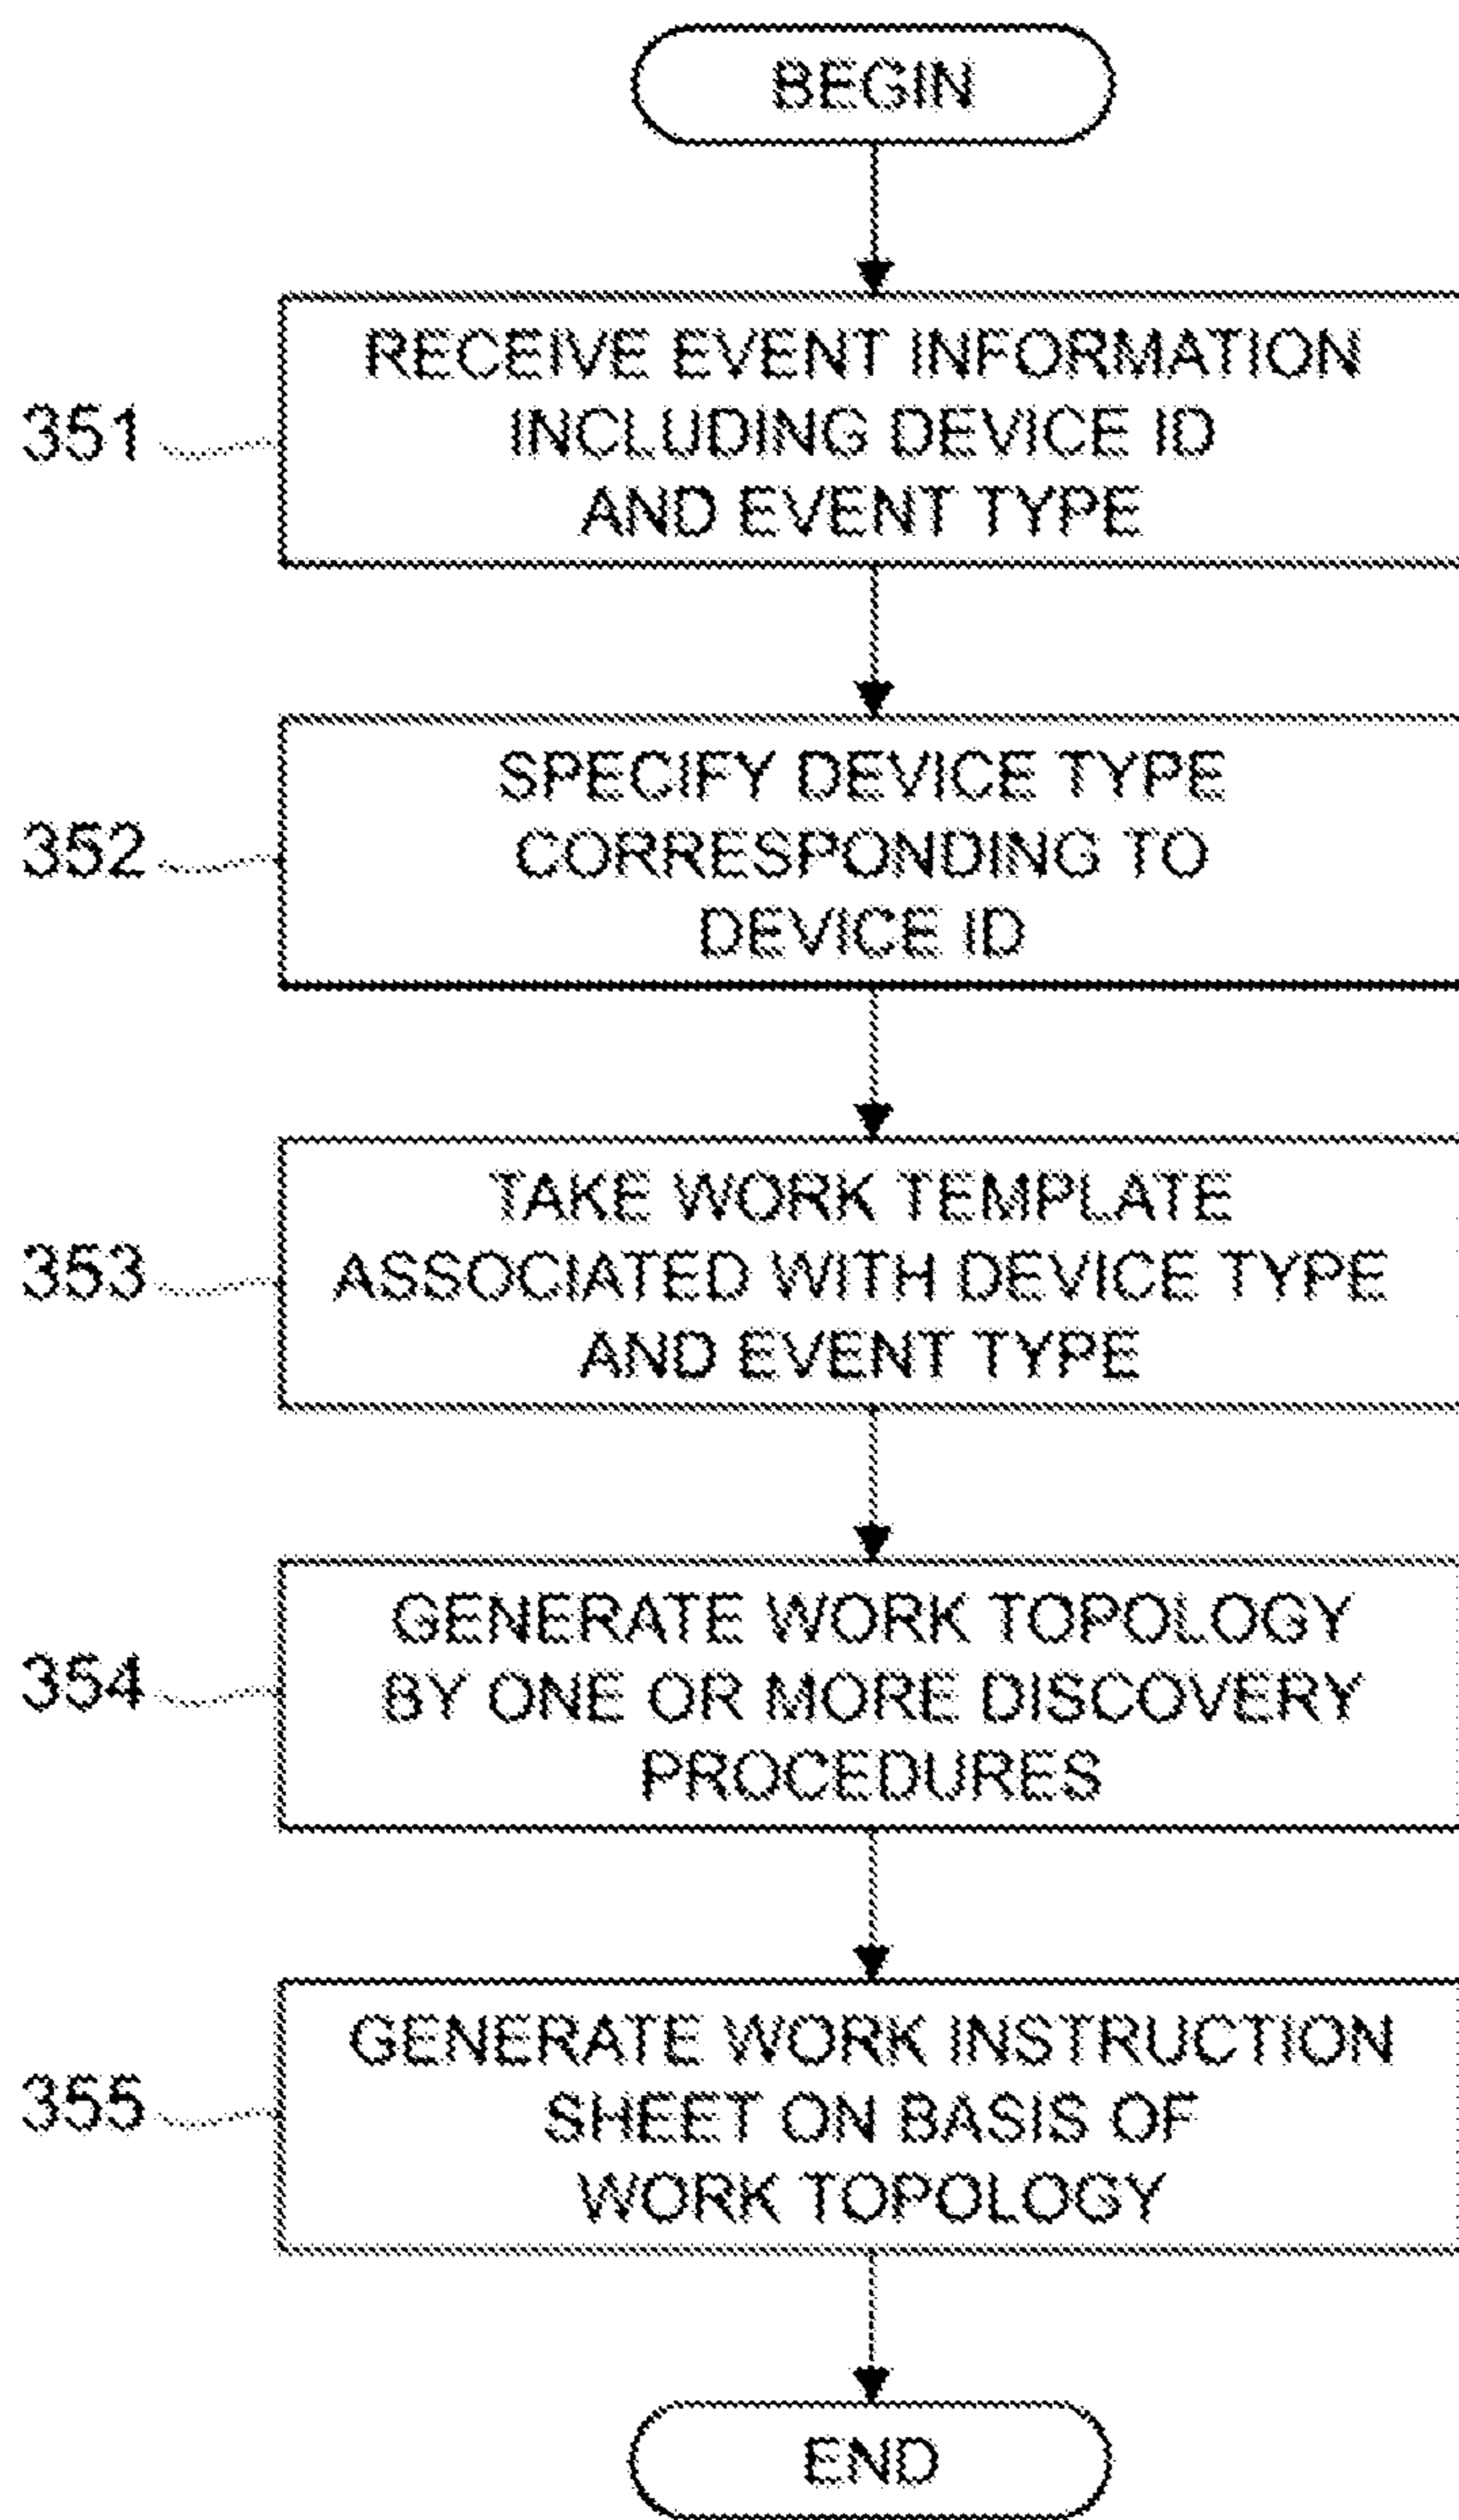 BEGIN
351
RECEIVE EVENT INFORMATION
INCLUDING DEVICE ID
AND EVENT TYPE
352
SPECIFY DEVICE TYPE
CORRESPONDING TO
DEVICE ID
353
TAKE WORK TEMPLATE
ASSOCIATED WITH DEVICE TYPE
AND EVENT TYPE
354
GENERATE WORK TOPOLOGY
BY ONE OR MORE DISCOVERY
PROCEDURES
355
GENERATE WORK INSTRUCTION
SHEET ON BASIS OF
WORK TOPOLOGY
END